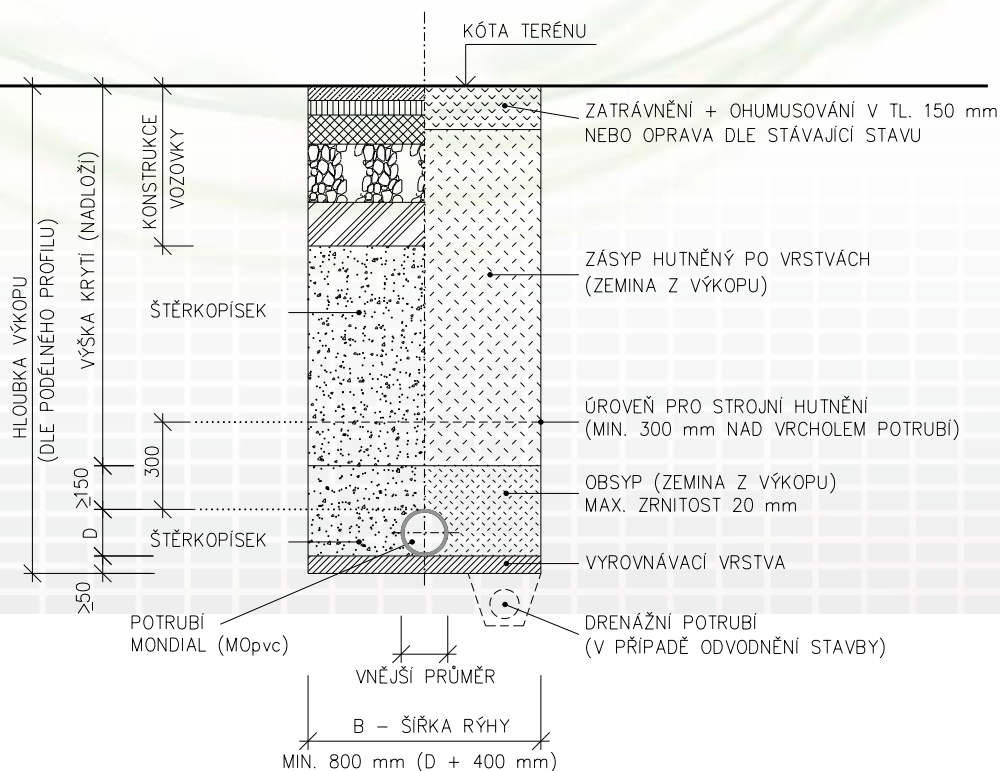 KÓTA TERÉNU
ZATRÁVNĚNÍ + OHUMUSOVÁNÍ V TL. 150 mm
NEBO OPRAVA DLE STÁVAJÍCÍ STAVU
KONSTRUKCE
VOZOVKY
HLOUBKA VÝKOPU
(DLE PODÉLNÉHO PROFILU)
VÝŠKA KRYTÍ (NADLOŽÍ)
ZÁSYP HUTNĚNÝ PO VRSTVÁCH
(ZEMINA Z VÝKOPU)
ŠTĚRKOPÍSEK
ÚROVEŇ PRO STROJNÍ HUTNĚNÍ
(MIN. 300 mm NAD VRCHOLEM POTRUBÍ)
300
≥150
OBSYP (ZEMINA Z VÝKOPU)
MAX. ZRNITOST 20 mm
D
ŠTĚRKOPÍSEK
VYROVNÁVACÍ VRSTVA
≥50
POTRUBÍ
MONDIAL (MOpvc)
DRENÁŽNÍ POTRUBÍ
(V PŘÍPADĚ ODVODNĚNÍ STAVBY)
VNĚJŠÍ PRŮMĚR
B – ŠÍŘKA RÝHY
MIN. 800 mm (D + 400 mm)